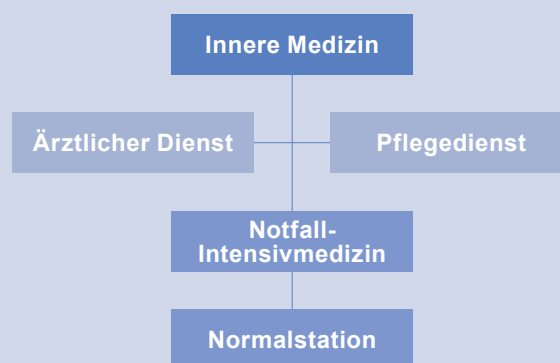 Innere Medizin
Ärztlicher Dienst
Pflegedienst
Notfall-
Intensivmedizin
Normalstation